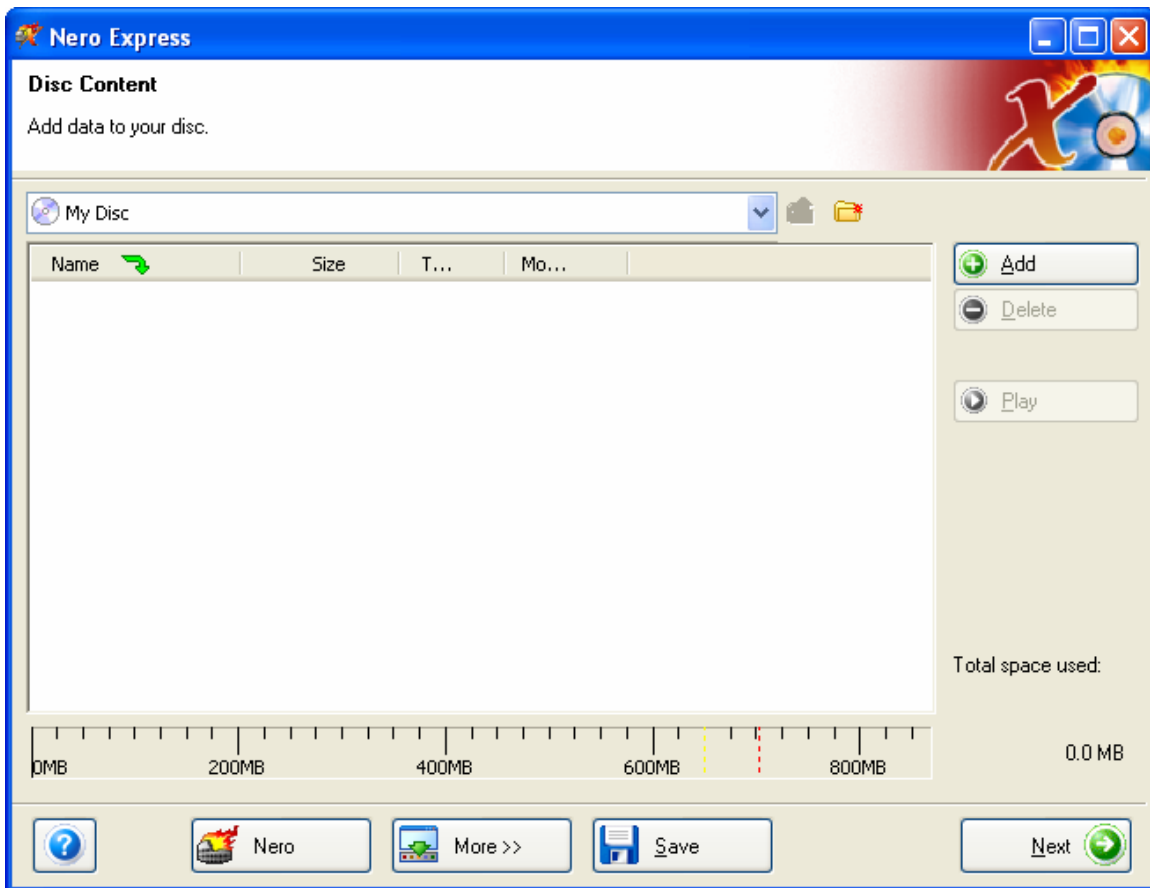 Nero Express
Disc Content
Add data to your disc.
My Disc
Name Size T... Mo...
Add
Delete
Play
Total space used:
0MB 200MB 400MB 600MB 800MB
0.0 MB
Nero More >> Save Next